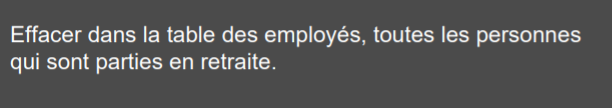 Effacer dans la table des employés, toutes les personnes
qui sont parties en retraite.